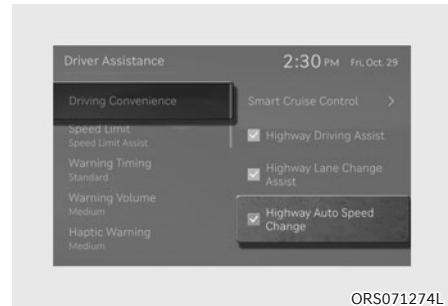 Driver Assistance
2:30 PM Fri, Oct. 29
Driving Convenience
Speed Limit
Speed Limit Assist
Warning Timing
Standard
Warning Volume
Medium
Haptic Warning
Medium
Smart Cruise Control >
Highway Driving Assist
Highway Lane Change
Assist
Highway Auto Speed
Change
ORS071274L